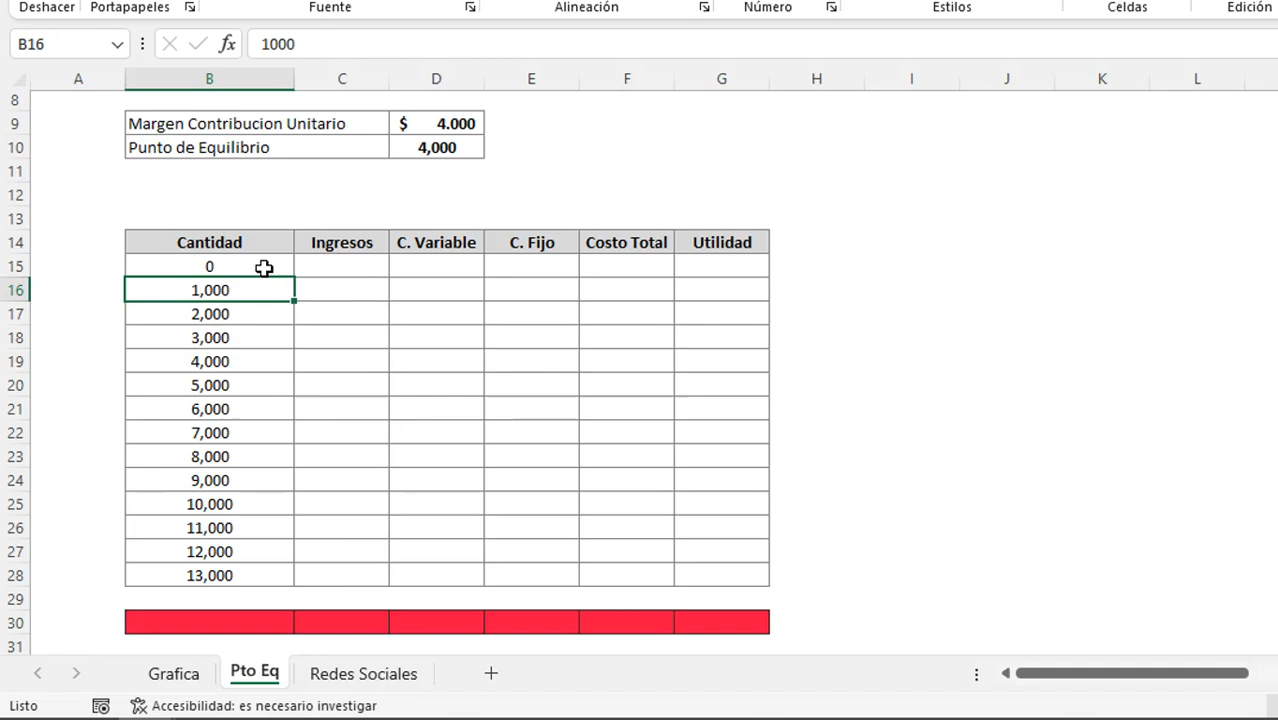 Deshacer Portapapeles Fuente Alineación Número Estilos Celdas Edición
B16 fx 1000
A B C D E F G H I J K L
8
9 Margen Contribucion Unitario $ 4.000
10 Punto de Equilibrio 4,000
11
12
13
14 Cantidad Ingresos C. Variable C. Fijo Costo Total Utilidad
15 0
16 1,000
17 2,000
18 3,000
19 4,000
20 5,000
21 6,000
22 7,000
23 8,000
24 9,000
25 10,000
26 11,000
27 12,000
28 13,000
29
30
31
Grafica Pto Eq Redes Sociales
Listo Accesibilidad: es necesario investigar